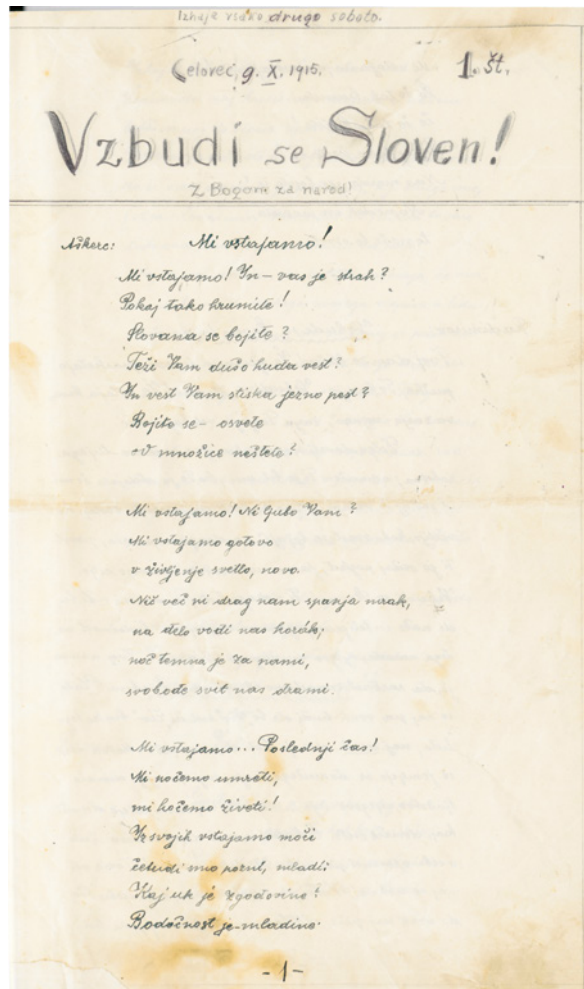 Izhaja vsako drugo soboto.
Celovec, 9. X. 1915.
1. št.
Vzbudi se Sloven!
Z Bogom za narod!
Aškerc:
Mi vstajamo!
Mi vstajamo! In – vas je strah?
Pokaj tako hrumite!
Slovana se bojite?
Teži Vam dušo huda vest?
In vest Vam stiska jezno pest?
Bojite se – osvete
od množice neštete?
Mi vstajamo! Ni ljubo Vam?
Mi vstajamo gotovo
v življenje svetlo, novo.
Nič več ni drag nam spanja mrak,
na delo vodi nas korák;
noč temna je za nami,
svobode svit nas drami.
Mi vstajamo... Poslednji čas!
Mi nočemo umreti,
mi hočemo živeti!
Iz svojih vstajamo moči
četudi smo pozni, mladi:
Kaj uk je zgodovine?
Bodočnost je mladine.
- 1 -